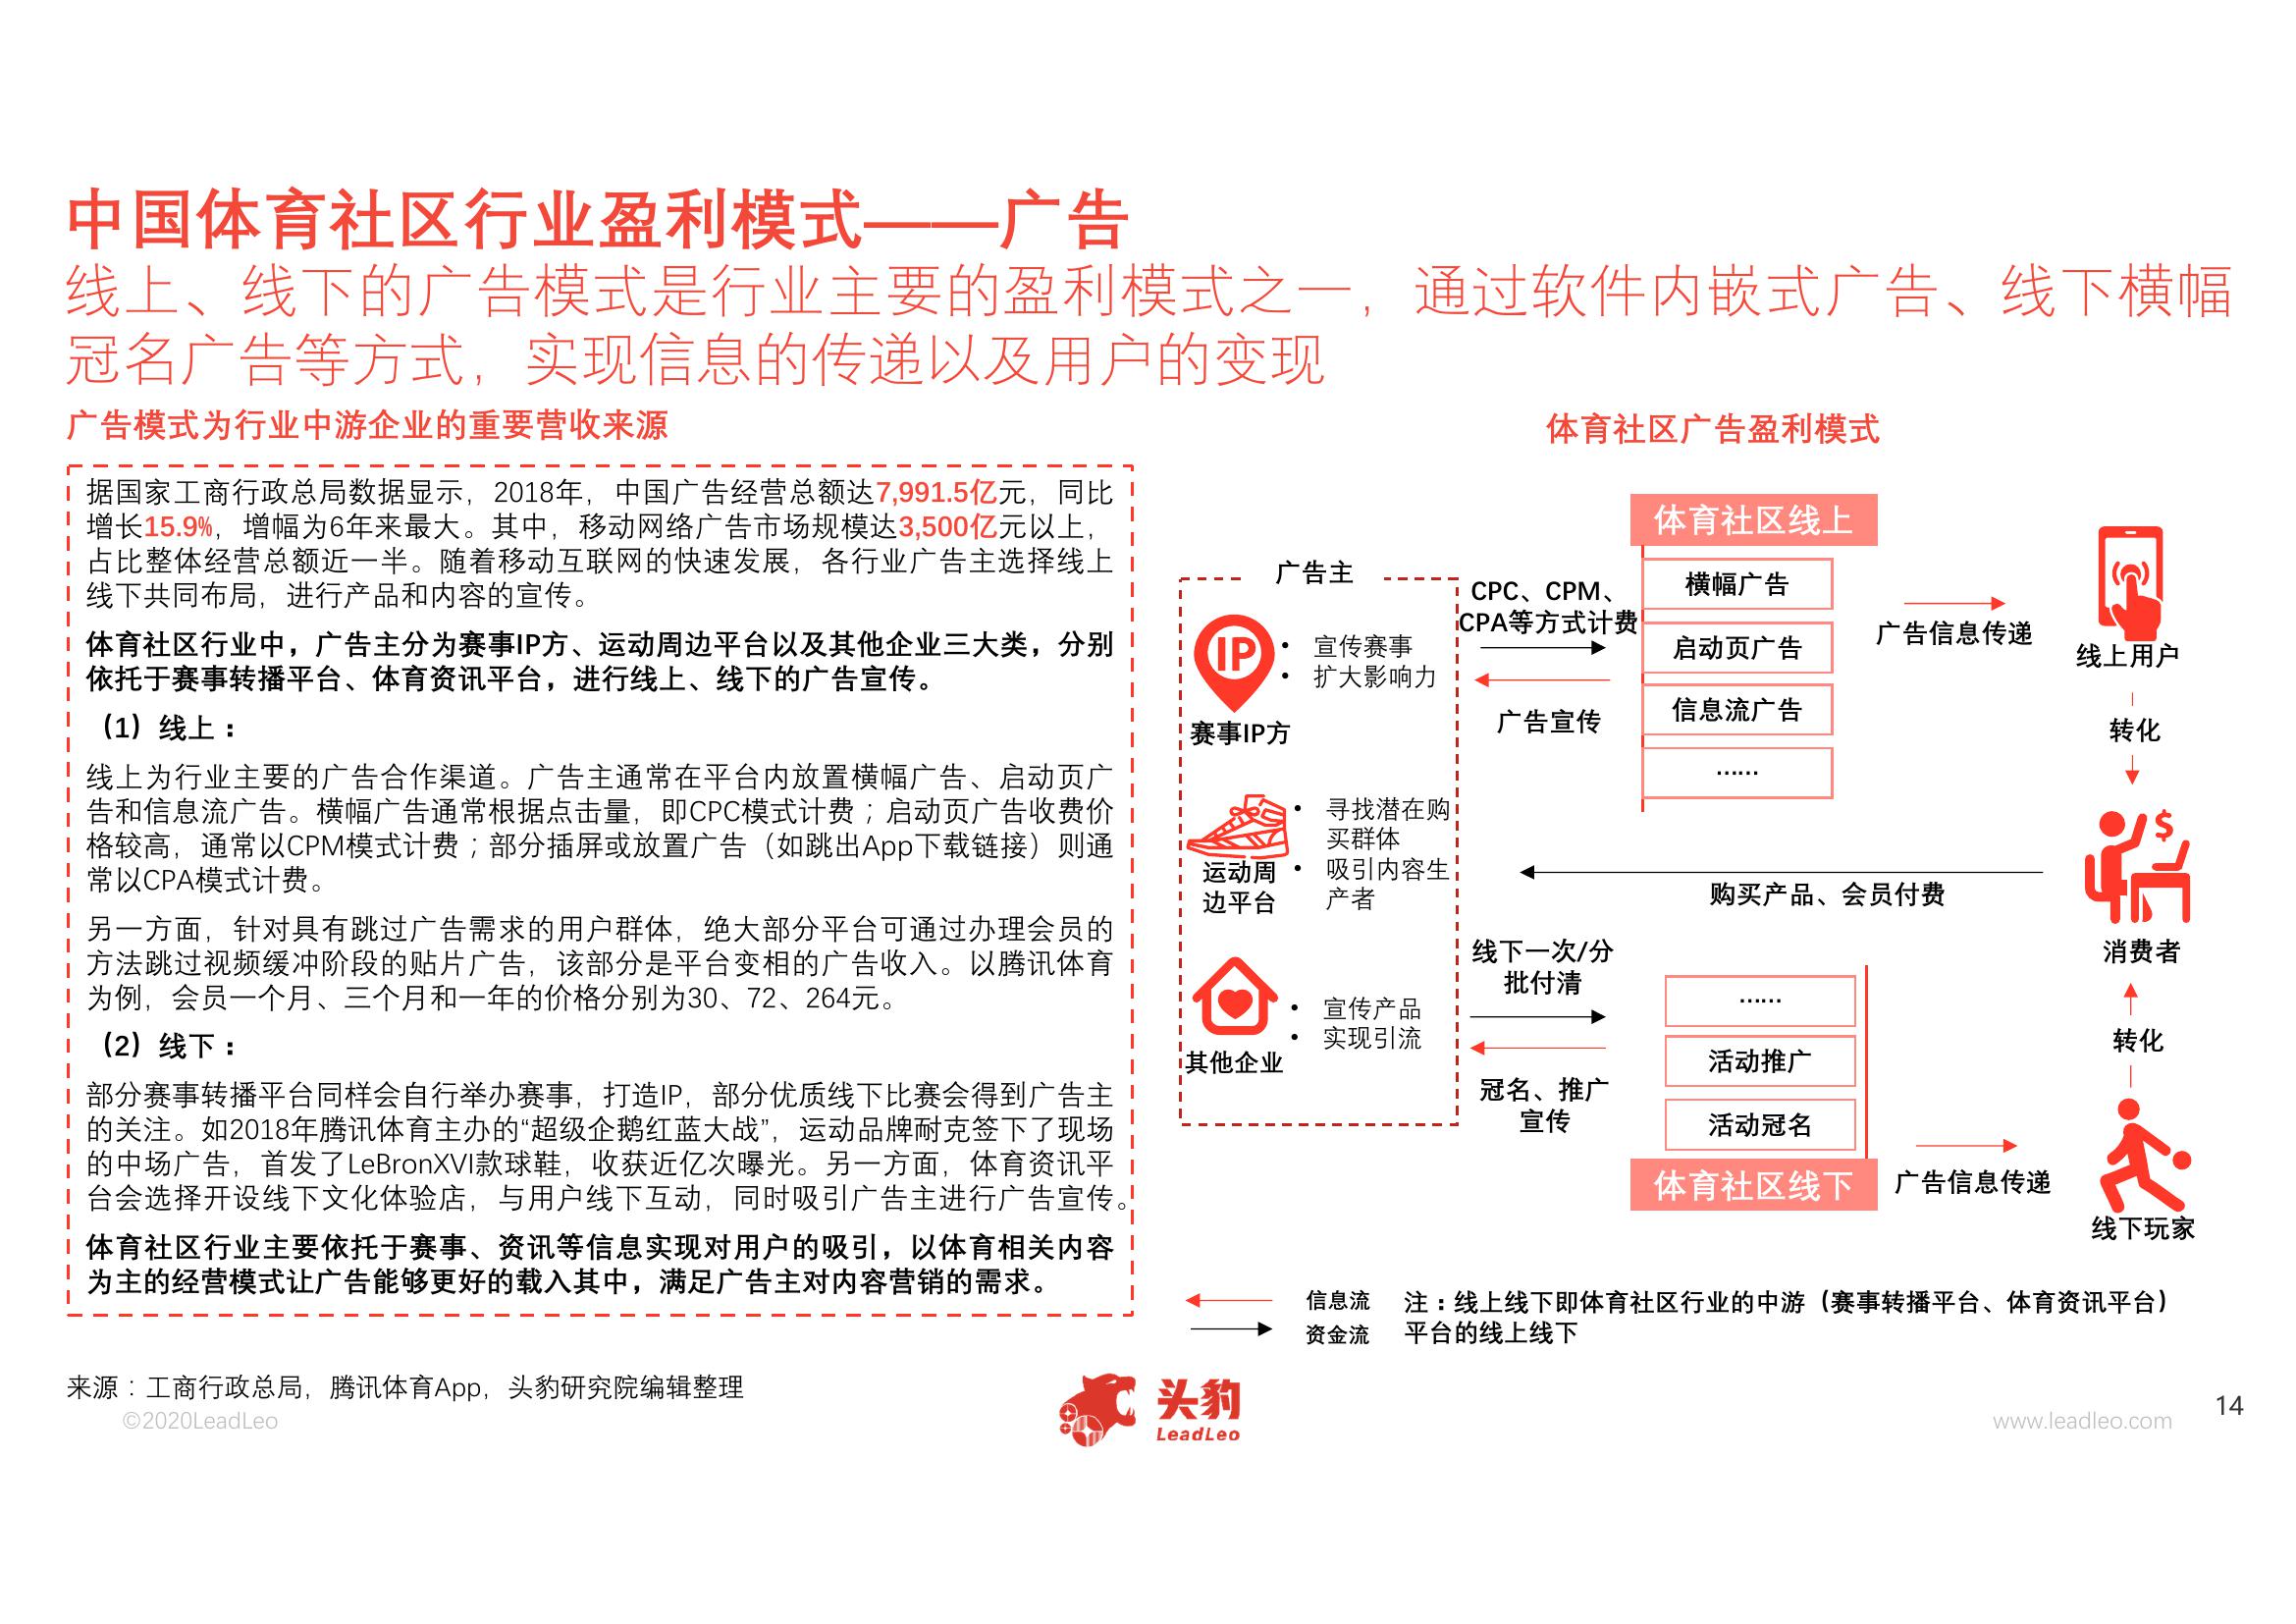 中国体育社区行业盈利模式——广告
线上、线下的广告模式是行业主要的盈利模式之一，通过软件内嵌式广告、线下横幅
冠名广告等方式，实现信息的传递以及用户的变现
广告模式为行业中游企业的重要营收来源
据国家工商行政总局数据显示，2018年，中国广告经营总额达7,991.5亿元，同比
增长15.9%，增幅为6年来最大。其中，移动网络广告市场规模达3,500亿元以上，
占比整体经营总额近一半。随着移动互联网的快速发展，各行业广告主选择线上
线下共同布局，进行产品和内容的宣传。
体育社区行业中，广告主分为赛事IP方、运动周边平台以及其他企业三大类，分别
依托于赛事转播平台、体育资讯平台，进行线上、线下的广告宣传。
（1）线上：
线上为行业主要的广告合作渠道。广告主通常在平台内放置横幅广告、启动页广
告和信息流广告。横幅广告通常根据点击量，即CPC模式计费；启动页广告收费价
格较高，通常以CPM模式计费；部分插屏或放置广告（如跳出App下载链接）则通
常以CPA模式计费。
另一方面，针对具有跳过广告需求的用户群体，绝大部分平台可通过办理会员的
方法跳过视频缓冲阶段的贴片广告，该部分是平台变相的广告收入。以腾讯体育
为例，会员一个月、三个月和一年的价格分别为30、72、264元。
（2）线下：
部分赛事转播平台同样会自行举办赛事，打造IP，部分优质线下比赛会得到广告主
的关注。如2018年腾讯体育主办的“超级企鹅红蓝大战”，运动品牌耐克签下了现场
的中场广告，首发了LeBronXVI款球鞋，收获近亿次曝光。另一方面，体育资讯平
台会选择开设线下文化体验店，与用户线下互动，同时吸引广告主进行广告宣传。
体育社区行业主要依托于赛事、资讯等信息实现对用户的吸引，以体育相关内容
为主的经营模式让广告能够更好的载入其中，满足广告主对内容营销的需求。
体育社区广告盈利模式
广告主
IP
• 宣传赛事
• 扩大影响力
赛事IP方
• 寻找潜在购
买群体
• 吸引内容生
产者
运动周
边平台
• 宣传产品
• 实现引流
其他企业
CPC、CPM、
CPA等方式计费
广告宣传
体育社区线上
横幅广告
启动页广告
信息流广告
……
广告信息传递
线上用户
转化
$
购买产品、会员付费
消费者
线下一次/分
批付清
冠名、推广
宣传
……
活动推广
活动冠名
体育社区线下
广告信息传递
转化
线下玩家
信息流
资金流
注：线上线下即体育社区行业的中游（赛事转播平台、体育资讯平台）
平台的线上线下
来源：工商行政总局，腾讯体育App，头豹研究院编辑整理
©2020LeadLeo
头豹
LeadLeo
www.leadleo.com
14